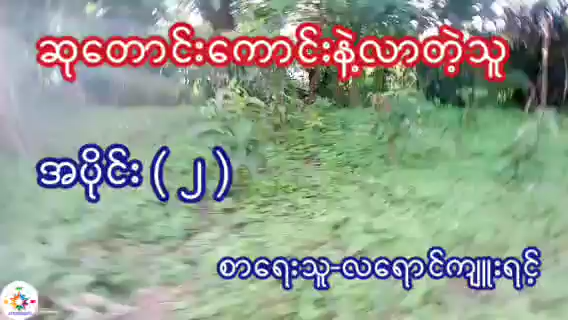 ဆုတောင်းကောင်းနဲ့လာတဲ့သူ
အပိုင်း ( ၂ )
စာရေးသူ-လရောင်ကျူးရင့်